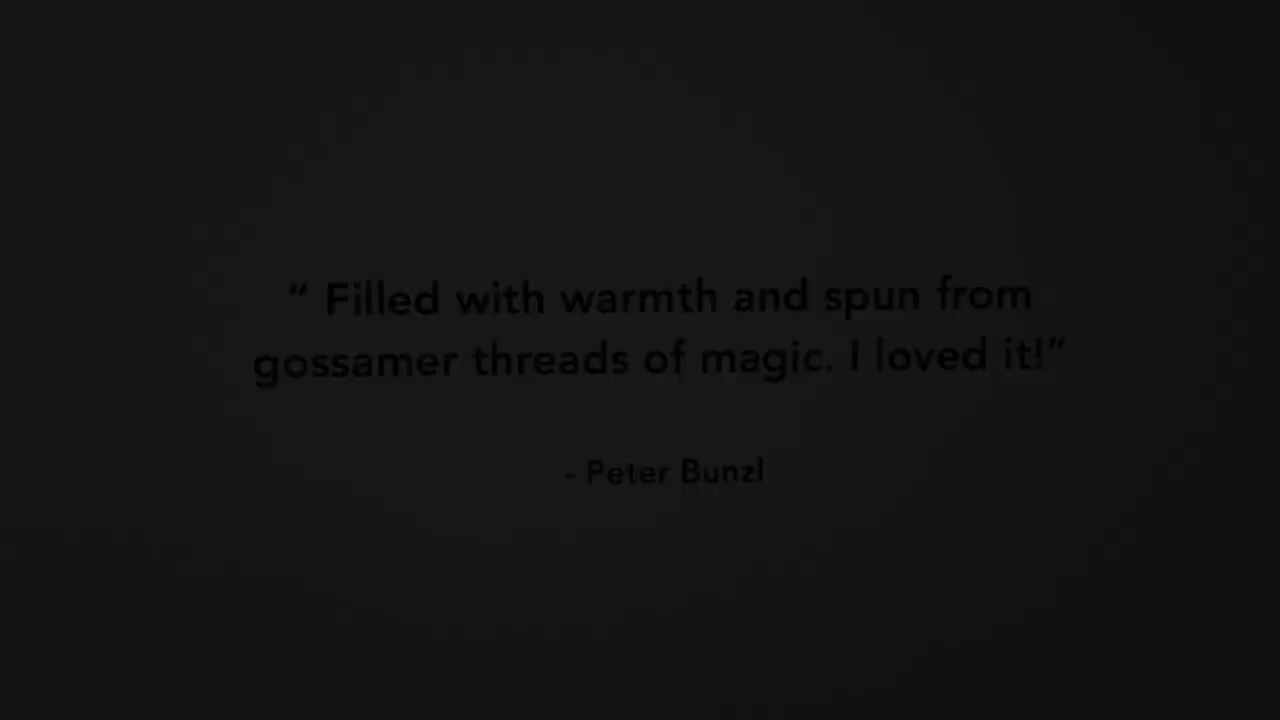 “ Filled with warmth and spun from
gossamer threads of magic. I loved it!”
- Peter Bunzl